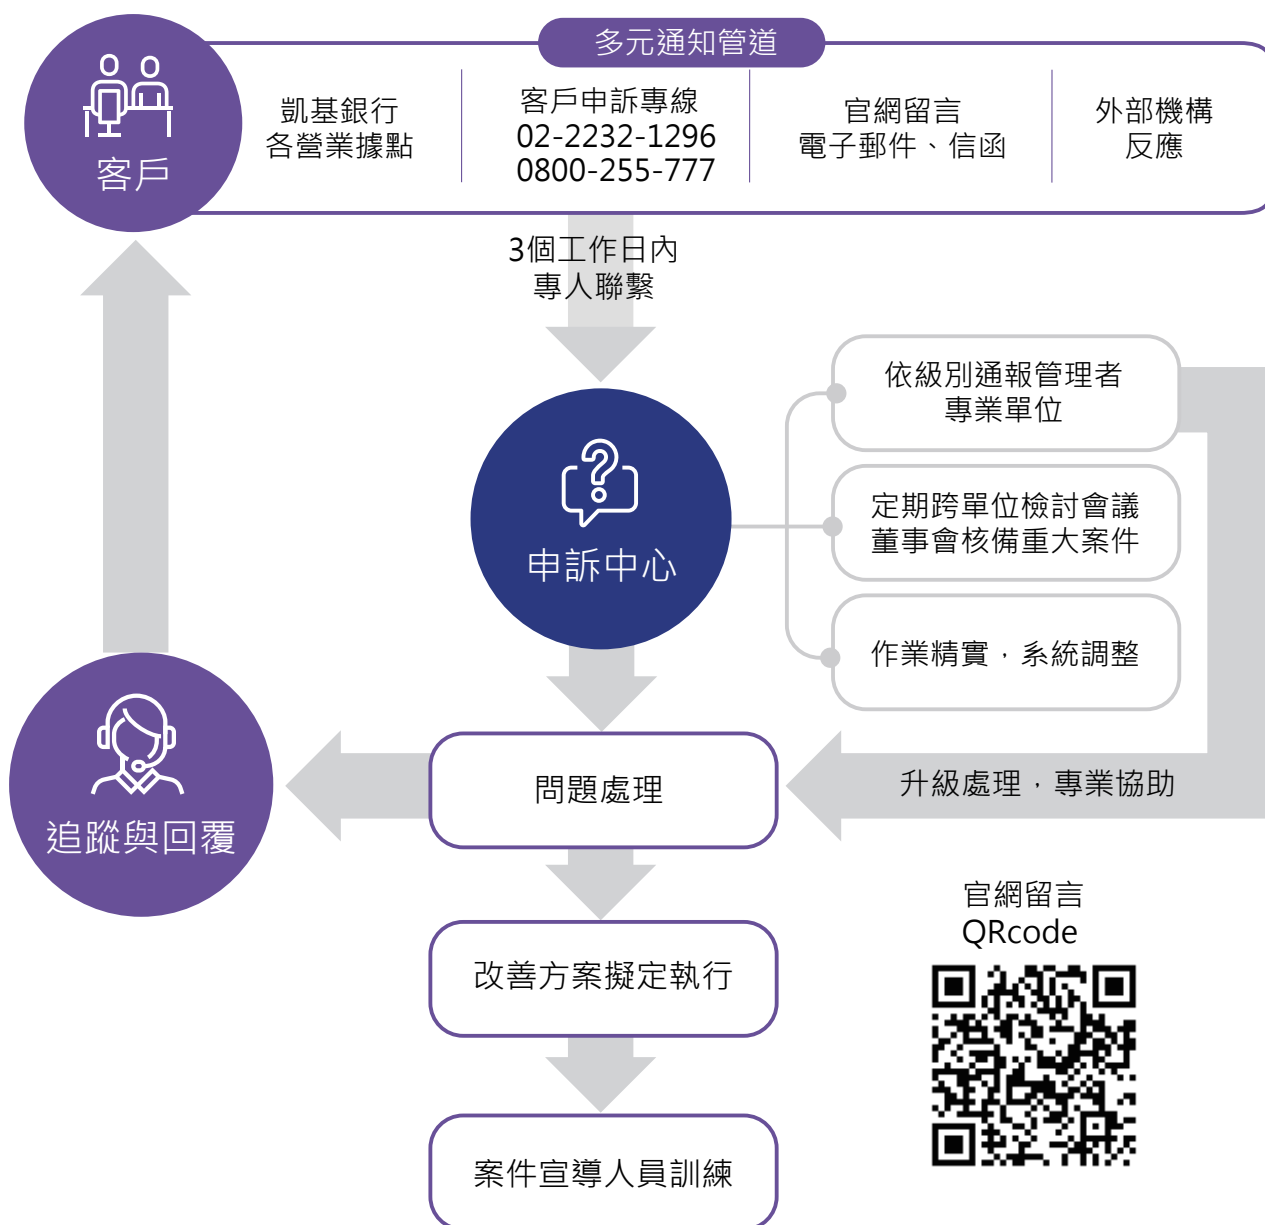 多元通知管道
客戶
凱基銀行
各營業據點
客戶申訴專線
02-2232-1296
0800-255-777
官網留言
電子郵件、信函
外部機構
反應
3個工作日內
專人聯繫
申訴中心
依級別通報管理者
專業單位
定期跨單位檢討會議
董事會核備重大案件
作業精實，系統調整
升級處理，專業協助
問題處理
追蹤與回覆
改善方案擬定執行
案件宣導人員訓練
官網留言
QRcode